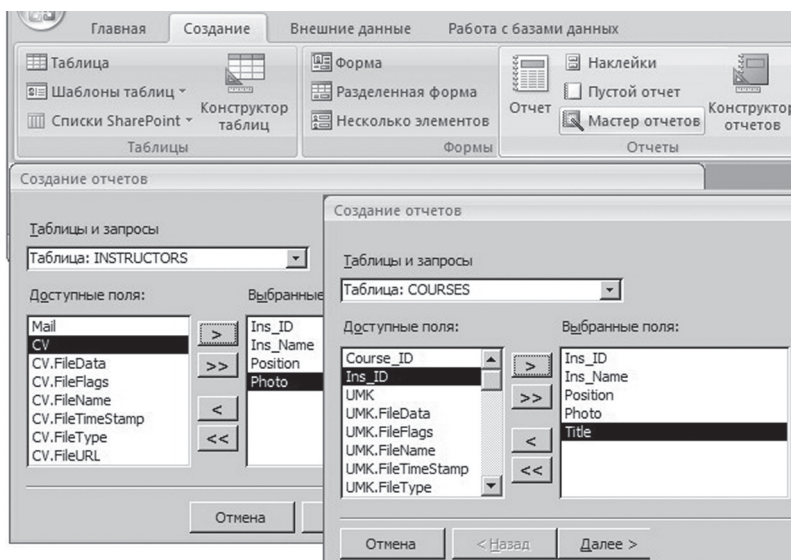 Главная Создание Внешние данные Работа с базами данных
Таблица
Шаблоны таблиц
Списки SharePoint
Конструктор таблиц
Таблицы
Форма
Разделенная форма
Несколько элементов
Формы
Отчет
Наклейки
Пустой отчет
Мастер отчетов
Конструктор отчетов
Отчеты
Создание отчетов
Таблицы и запросы
Таблица: INSTRUCTORS
Доступные поля: Выбранные
Mail
CV
CV.FileData
CV.FileFlags
CV.FileName
CV.FileTimeStamp
CV.FileType
CV.FileURL
>
>>
<
<<
Ins_ID
Ins_Name
Position
Photo
Отмена
Создание отчетов
Таблицы и запросы
Таблица: COURSES
Доступные поля: Выбранные поля:
Course_ID
Ins_ID
UMK
UMK.FileData
UMK.FileFlags
UMK.FileName
UMK.FileTimeStamp
UMK.FileType
>
>>
<
<<
Ins_ID
Ins_Name
Position
Photo
Title
Отмена < Назад Далее >